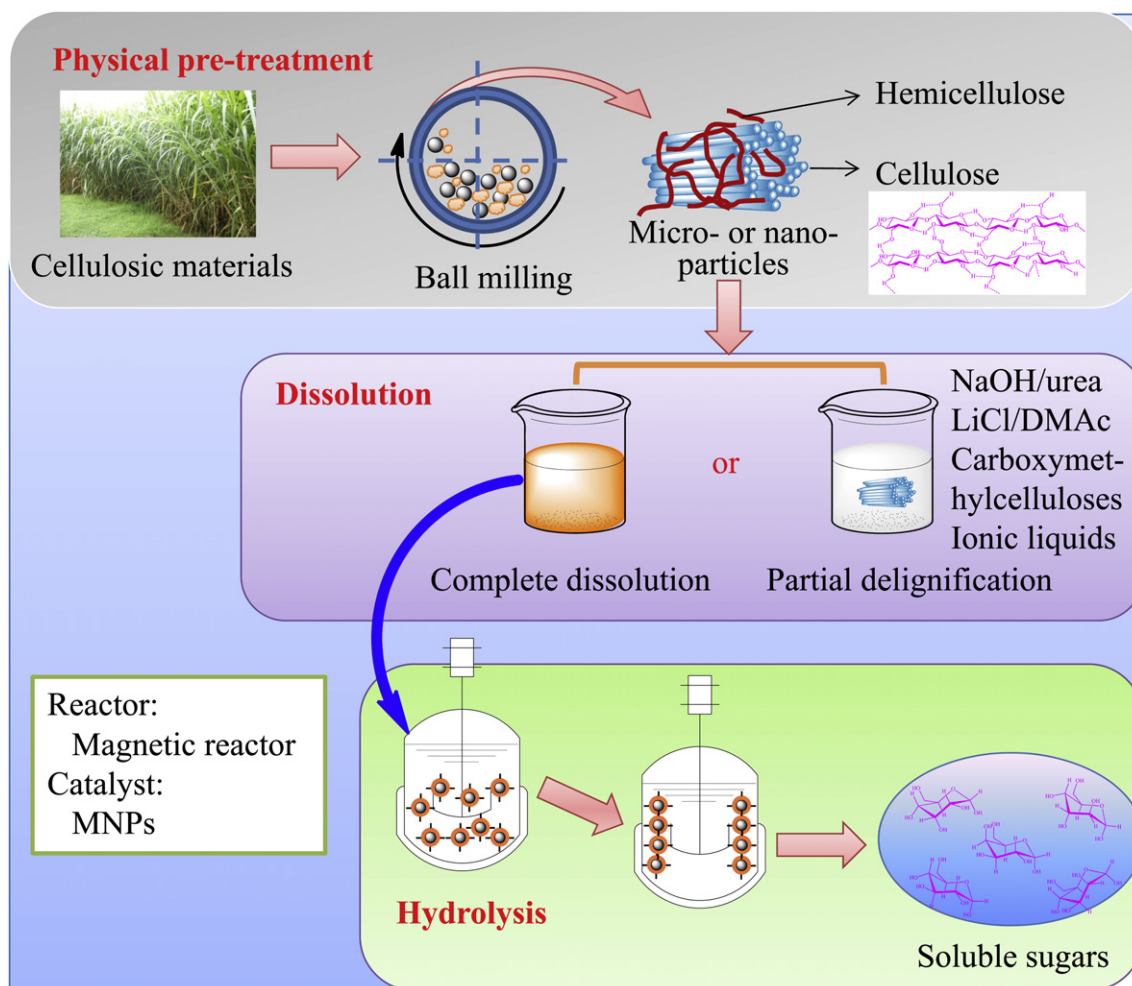 Physical pre-treatment
Cellulosic materials
Ball milling
Hemicellulose
Cellulose
Micro- or nano-
particles
Dissolution
or
NaOH/urea
LiCl/DMAc
Carboxymet-
hylcelluloses
Ionic liquids
Complete dissolution
Partial delignification
Reactor:
Magnetic reactor
Catalyst:
MNPs
Hydrolysis
Soluble sugars